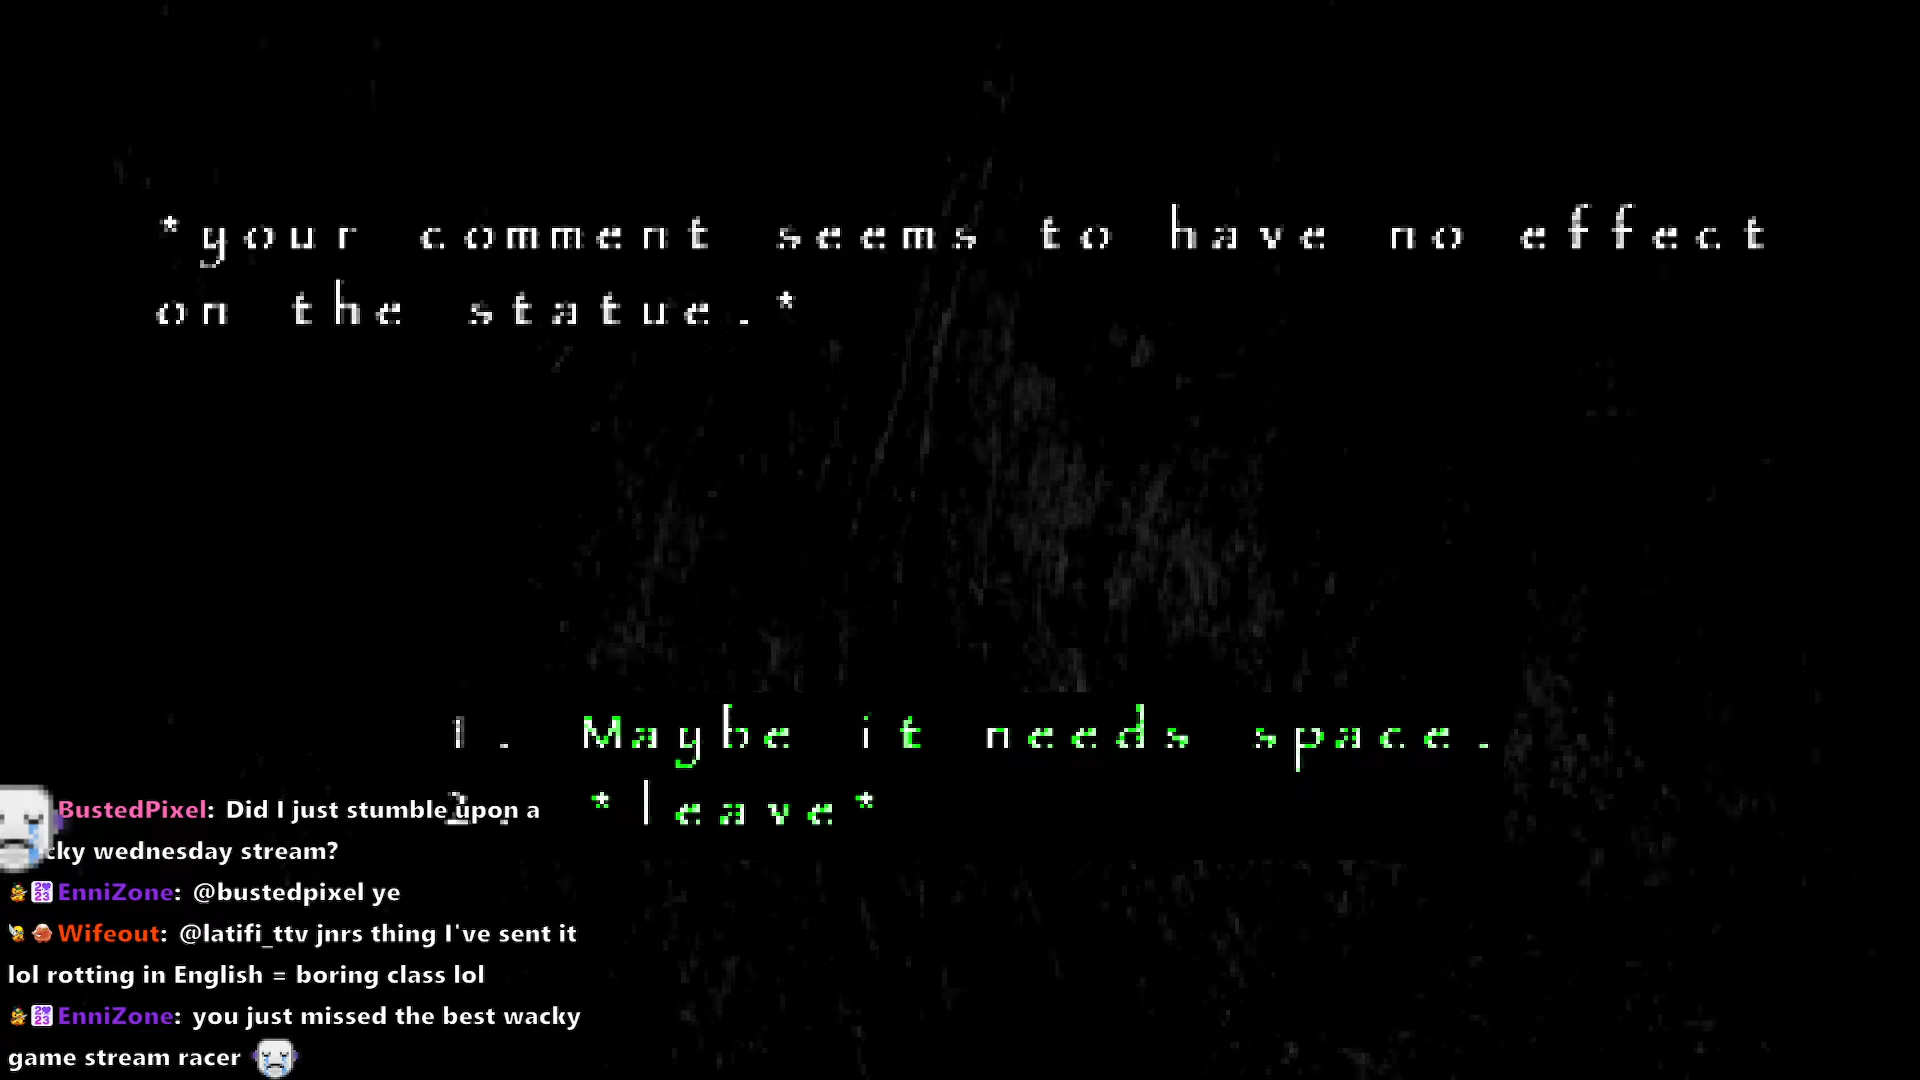 *your comment seems to have no effect
on the statue.*
1. Maybe it needs space.
2. *leave*
BustedPixel: Did I just stumble upon a
cky wednesday stream?
EnniZone: @bustedpixel ye
Wifeout: @latifi_ttv jnrs thing I've sent it
lol rotting in English = boring class lol
EnniZone: you just missed the best wacky
game stream racer